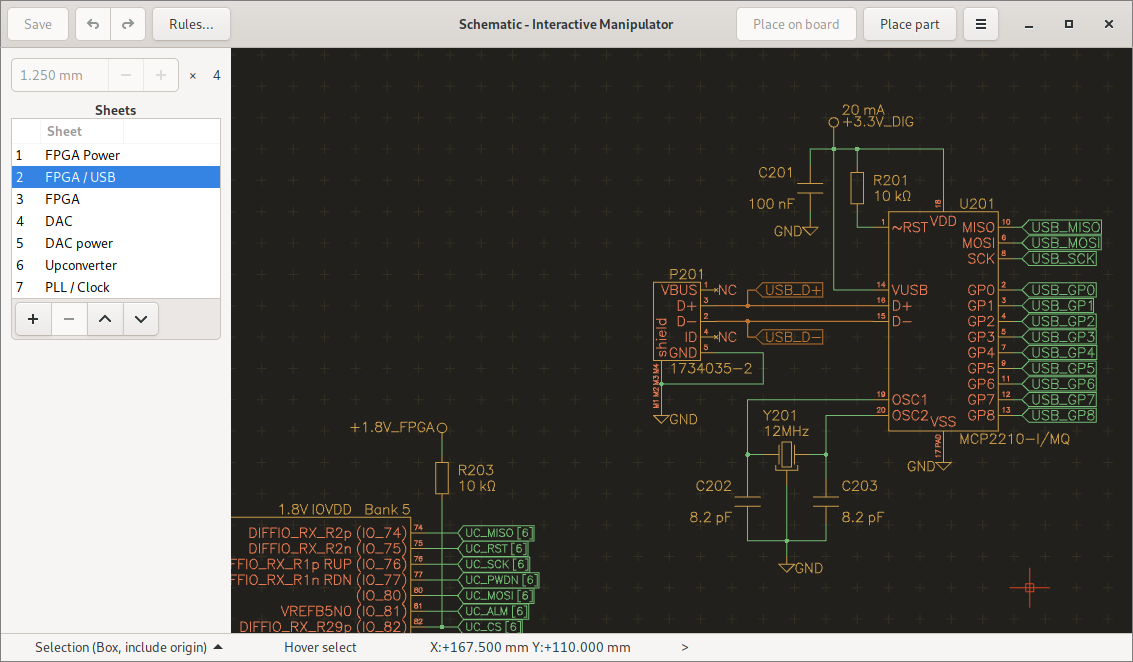 Save
Rules...
Schematic - Interactive Manipulator
Place on board
Place part
1.250 mm
× 4
Sheets
Sheet
1 FPGA Power
2 FPGA / USB
3 FPGA
4 DAC
5 DAC power
6 Upconverter
7 PLL / Clock
20 mA
+3.3V_DIG
C201
100 nF
GND
R201
10 kΩ
U201
18
VDD
1 ~RST
MISO 10 USB_MISO
MOSI 6 USB_MOSI
SCK 8 USB_SCK
14 VUSB
16 D+
15 D-
GP0 2 USB_GP0
GP1 3 USB_GP1
GP2 4 USB_GP2
GP3 5 USB_GP3
GP4 7 USB_GP4
GP5 9 USB_GP5
GP6 11 USB_GP6
GP7 12 USB_GP7
GP8 13 USB_GP8
19 OSC1
20 OSC2
VSS
17 PAD
MCP2210-I/MQ
GND
P201
VBUS 1 NC
D+ 3
D- 2
ID 4 NC
GND 5
shield
USB_D+
USB_D-
1734035-2
M1 M2 M3 M4
GND
Y201
12MHz
C202
8.2 pF
C203
8.2 pF
GND
+1.8V_FPGA
R203
10 kΩ
1.8V IOVDD Bank 5
DIFFIO_RX_R2p (IO_74) 74 UC_MISO [6]
DIFFIO_RX_R2n (IO_75) 75 UC_RST [6]
FFIO_RX_R1p RUP (IO_76) 76 UC_SCK [6]
FFIO_RX_R1n RDN (IO_77) 77 UC_PWDN [6]
(IO_80) 80 UC_MOSI [6]
VREFB5N0 (IO_81) 81 UC_ALM [6]
DIFFIO_RX_R29p (IO_82) 82 UC_CS [6]
Selection (Box, include origin)
Hover select
X:+167.500 mm Y:+110.000 mm
>